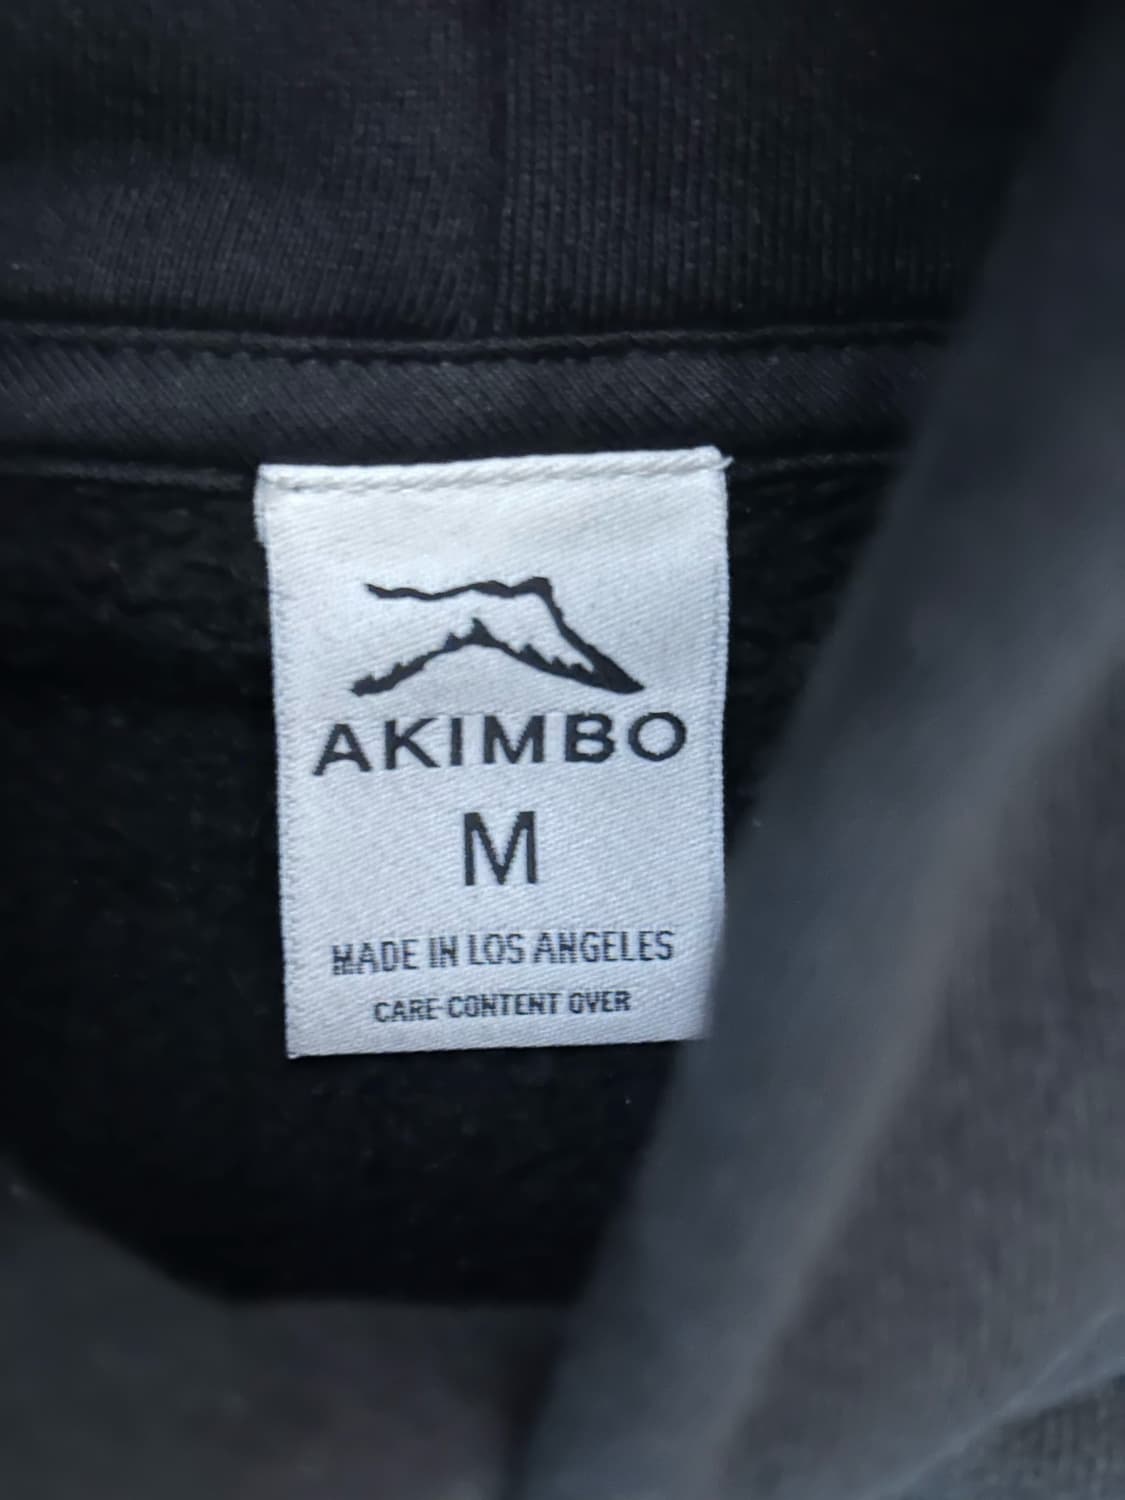 AKIMBO
M
MADE IN LOS ANGELES
CARE-CONTENT OVER